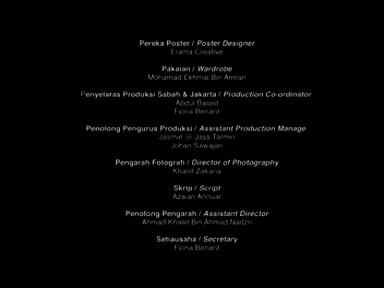 Pereka Poster / Poster Designer
Erama Creative
Pakaian / Wardrobe
Mohamad Ekhmal Bin Amran
Penyelaras Produksi Sabah & Jakarta / Production Co-ordinator
Abdul Based
Fiona Benard
Penolong Pengurus Produksi / Assistant Production Manage
Jasmin @ Jass Tarmin
Johan Sawajan
Pengarah Fotografi / Director of Photography
Khalid Zakaria
Skrip / Script
Azwan Annuar
Penolong Pengarah / Assistant Director
Ahmad Khalid Bin Ahmad Nadzri
Setiausaha / Secretary
Fiona Benard